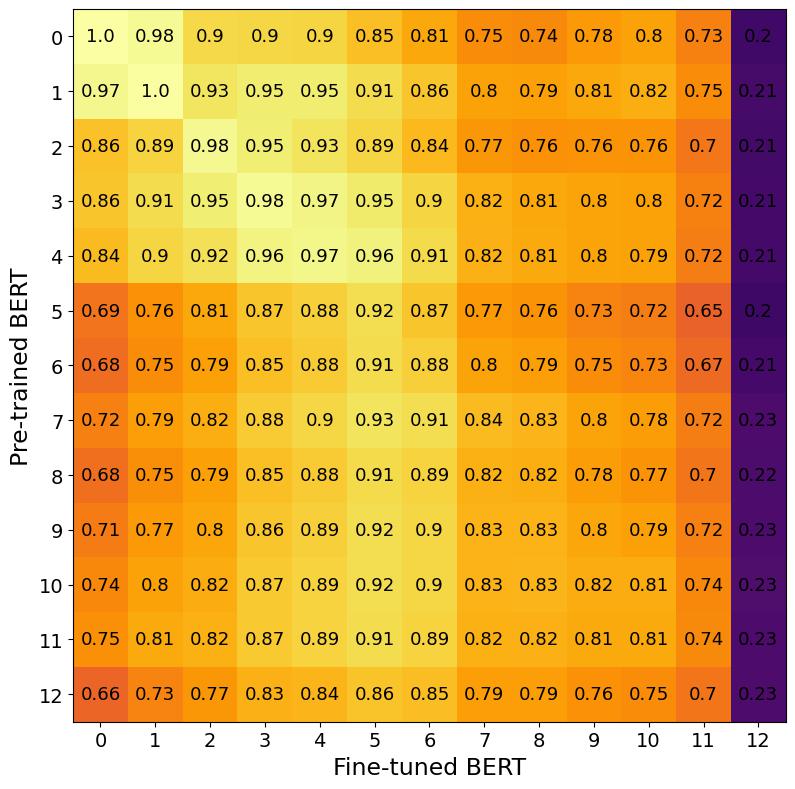 0 1.0 0.98 0.9 0.9 0.9 0.85 0.81 0.75 0.74 0.78 0.8 0.73 0.2
1 0.97 1.0 0.93 0.95 0.95 0.91 0.86 0.8 0.79 0.81 0.82 0.75 0.21
2 0.86 0.89 0.98 0.95 0.93 0.89 0.84 0.77 0.76 0.76 0.76 0.7 0.21
3 0.86 0.91 0.95 0.98 0.97 0.95 0.9 0.82 0.81 0.8 0.8 0.72 0.21
4 0.84 0.9 0.92 0.96 0.97 0.96 0.91 0.82 0.81 0.8 0.79 0.72 0.21
5 0.69 0.76 0.81 0.87 0.88 0.92 0.87 0.77 0.76 0.73 0.72 0.65 0.2
6 0.68 0.75 0.79 0.85 0.88 0.91 0.88 0.8 0.79 0.75 0.73 0.67 0.21
7 0.72 0.79 0.82 0.88 0.9 0.93 0.91 0.84 0.83 0.8 0.78 0.72 0.23
8 0.68 0.75 0.79 0.85 0.88 0.91 0.89 0.82 0.82 0.78 0.77 0.7 0.22
9 0.71 0.77 0.8 0.86 0.89 0.92 0.9 0.83 0.83 0.8 0.79 0.72 0.23
10 0.74 0.8 0.82 0.87 0.89 0.92 0.9 0.83 0.83 0.82 0.81 0.74 0.23
11 0.75 0.81 0.82 0.87 0.89 0.91 0.89 0.82 0.82 0.81 0.81 0.74 0.23
12 0.66 0.73 0.77 0.83 0.84 0.86 0.85 0.79 0.79 0.76 0.75 0.7 0.23
0 1 2 3 4 5 6 7 8 9 10 11 12
Fine-tuned BERT
Pre-trained BERT